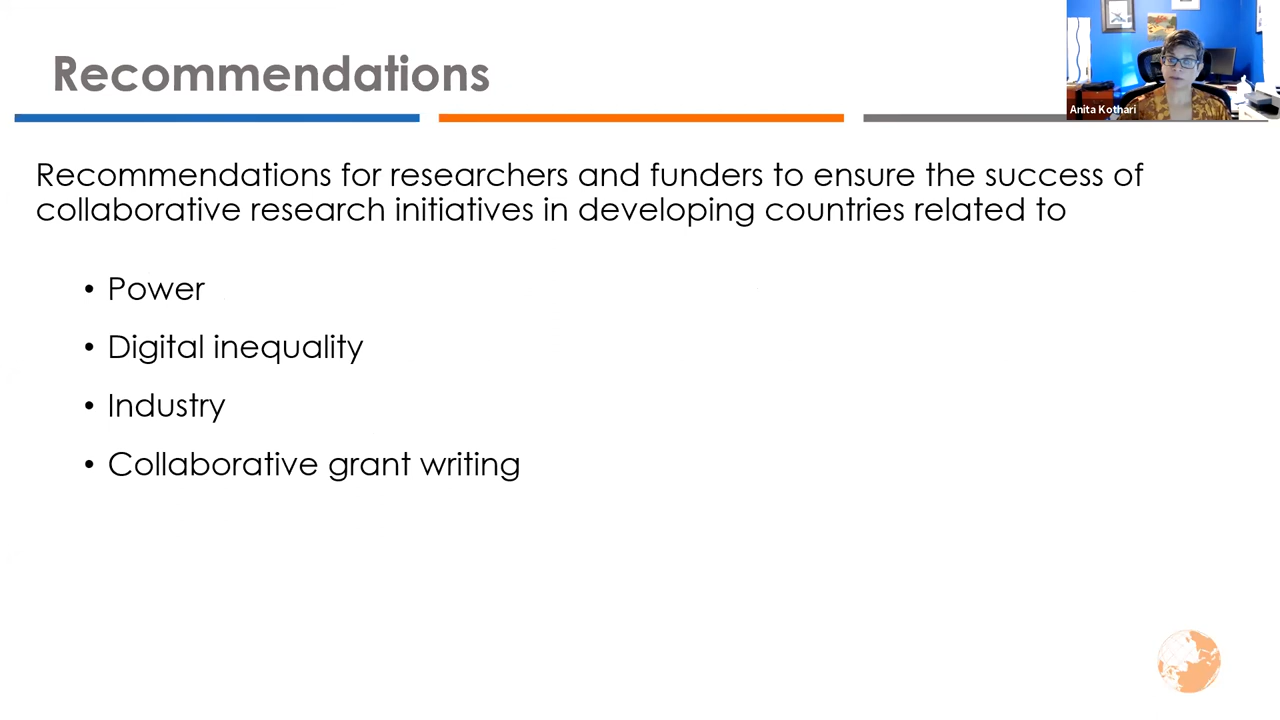 Recommendations
Anita Kothari
Recommendations for researchers and funders to ensure the success of
collaborative research initiatives in developing countries related to
• Power
• Digital inequality
• Industry
• Collaborative grant writing